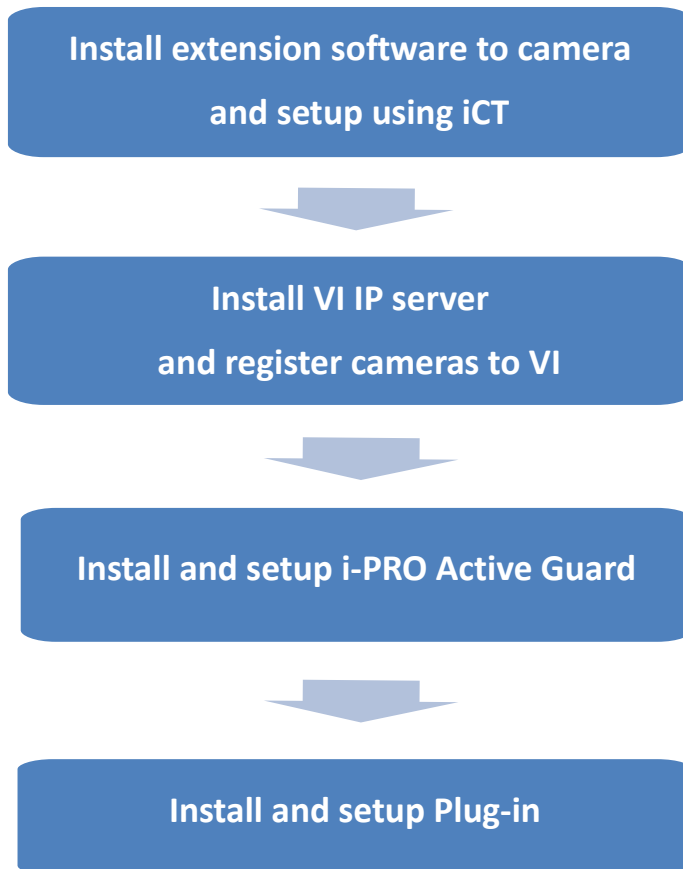 Install extension software to camera
and setup using iCT
Install VI IP server
and register cameras to VI
Install and setup i-PRO Active Guard
Install and setup Plug-in